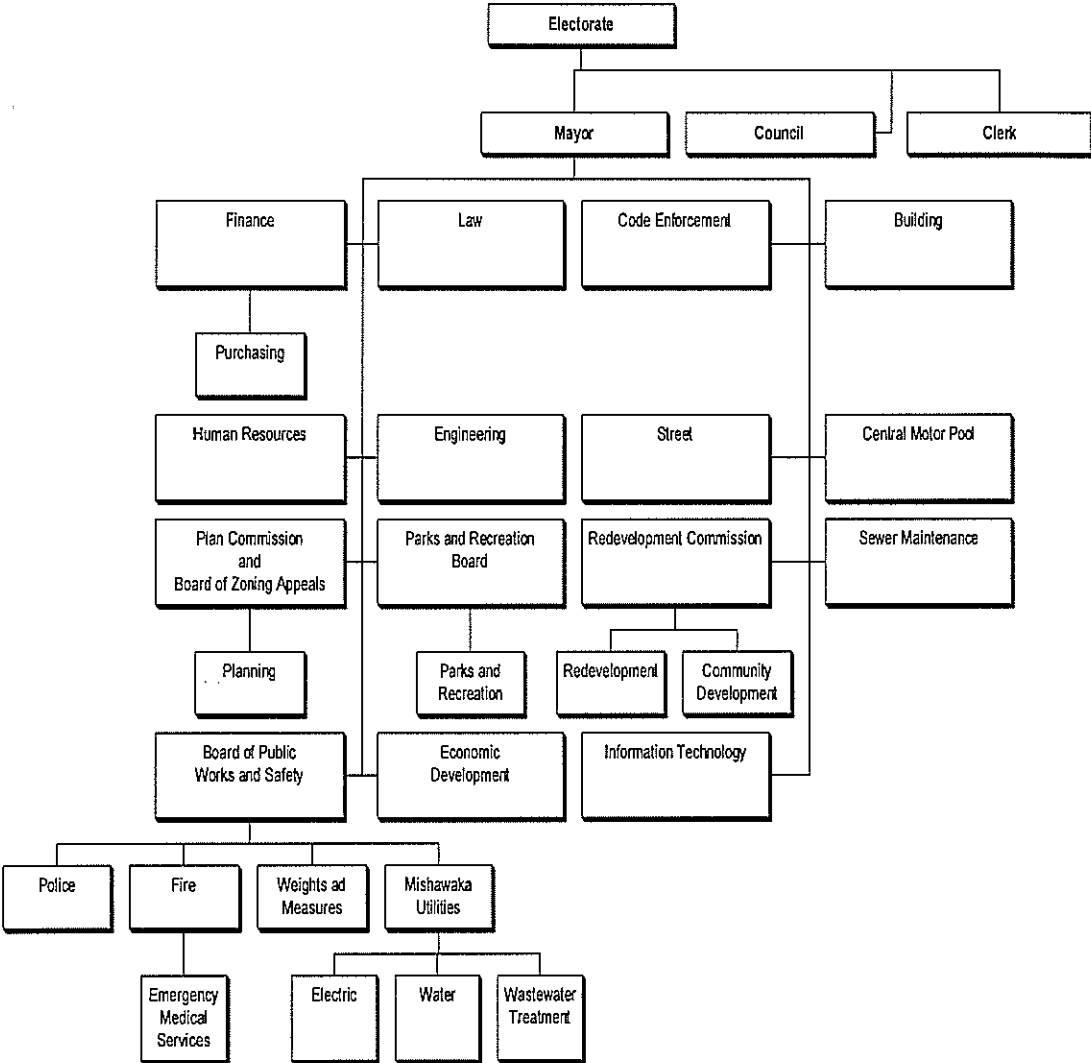 Electorate
Mayor
Council
Clerk
Finance
Law
Code Enforcement
Building
Purchasing
Human Resources
Engineering
Street
Central Motor Pool
Plan Commission
and
Board of Zoning Appeals
Parks and Recreation
Board
Redevelopment Commission
Sewer Maintenance
Planning
Parks and
Recreation
Redevelopment
Community
Development
Board of Public
Works and Safety
Economic
Development
Information Technology
Police
Fire
Weights ad
Measures
Mishawaka
Utilities
Emergency
Medical
Services
Electric
Water
Wastewater
Treatment